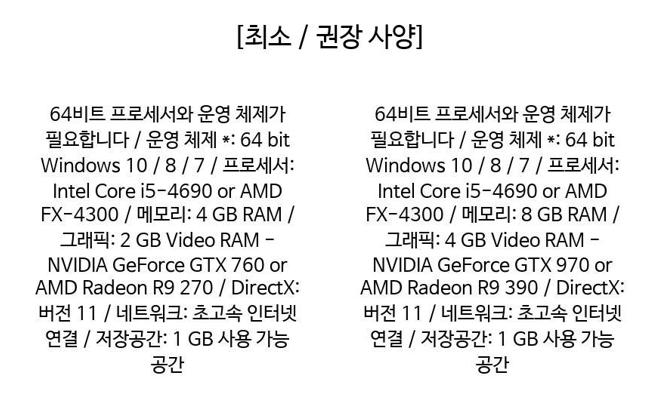 [최소 / 권장 사양]
64비트 프로세서와 운영 체제가
필요합니다 / 운영 체제 *: 64 bit
Windows 10 / 8 / 7 / 프로세서:
Intel Core i5-4690 or AMD
FX-4300 / 메모리: 4 GB RAM /
그래픽: 2 GB Video RAM -
NVIDIA GeForce GTX 760 or
AMD Radeon R9 270 / DirectX:
버전 11 / 네트워크: 초고속 인터넷
연결 / 저장공간: 1 GB 사용 가능
공간
64비트 프로세서와 운영 체제가
필요합니다 / 운영 체제 *: 64 bit
Windows 10 / 8 / 7 / 프로세서:
Intel Core i5-4690 or AMD
FX-4300 / 메모리: 8 GB RAM /
그래픽: 4 GB Video RAM -
NVIDIA GeForce GTX 970 or
AMD Radeon R9 390 / DirectX:
버전 11 / 네트워크: 초고속 인터넷
연결 / 저장공간: 1 GB 사용 가능
공간